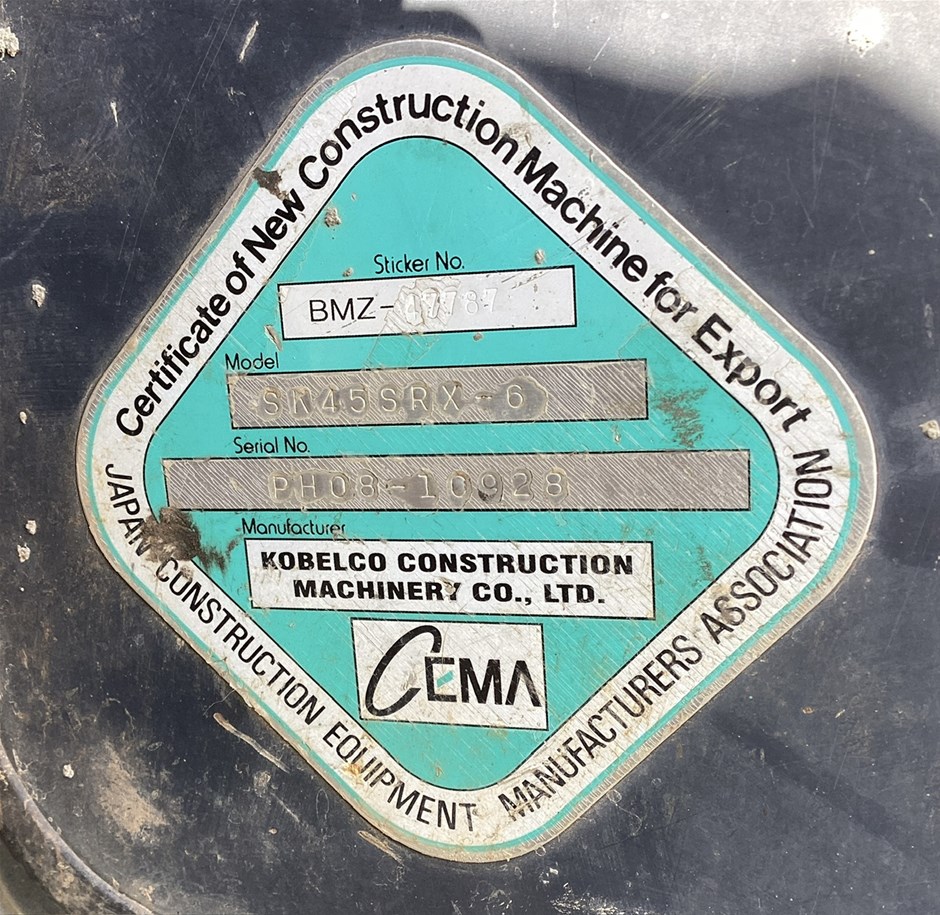 Certificate of New Construction Machine for Export
Sticker No.
BMZ-47787
Model
SK45SRX-6
Serial No.
PH08-10928
Manufacturer
KOBELCO CONSTRUCTION
MACHINERY CO., LTD.
CEMA
JAPAN CONSTRUCTION EQUIPMENT MANUFACTURERS ASSOCIATION